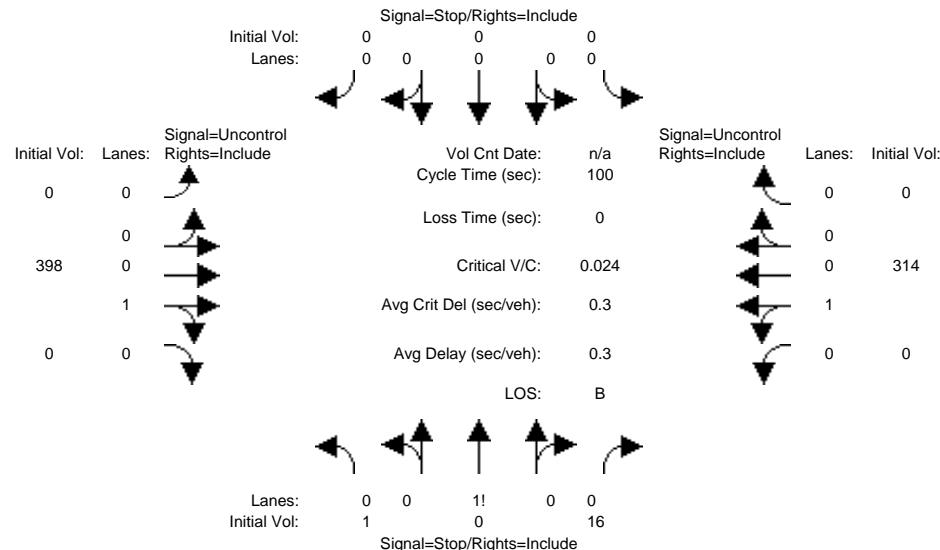 Signal=Stop/Rights=Include
Initial Vol: 0 0 0
Lanes: 0 0 0 0 0
Signal=Uncontrol Signal=Uncontrol
Initial Vol: Lanes: Rights=Include Vol Cnt Date: n/a Rights=Include Lanes: Initial Vol:
Cycle Time (sec): 100
0 0 0 0
Loss Time (sec): 0
0 0
398 0 Critical V/C: 0.024 0 314
1 Avg Crit Del (sec/veh): 0.3 1
0 0 Avg Delay (sec/veh): 0.3 0 0
LOS: B
Lanes: 0 0 1! 0 0
Initial Vol: 1 0 16
Signal=Stop/Rights=Include